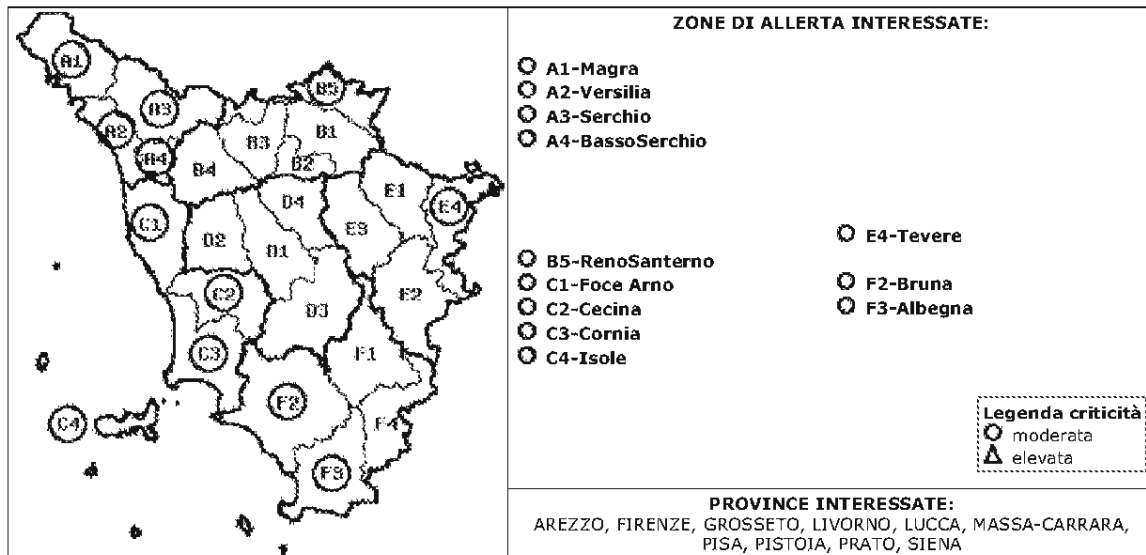 ZONE DI ALLERTA INTERESSATE:
A1-Magra
A2-Versilia
A3-Serchio
A4-BassoSerchio
E4-Tevere
B5-RenoSanterno
C1-Foce Arno
F2-Bruna
C2-Cecina
F3-Albegna
C3-Cornia
C4-Isole
Legenda criticità
moderata
elevata
PROVINCE INTERESSATE:
AREZZO, FIRENZE, GROSSETO, LIVORNO, LUCCA, MASSA-CARRARA,
PISA, PISTOIA, PRATO, SIENA
A1
B5
A3
A2
B1
B3
A4
B2
B4
E1
D4
E4
C1
E3
D2
D1
C2
E2
D3
C3
F1
F2
C4
F4
F3